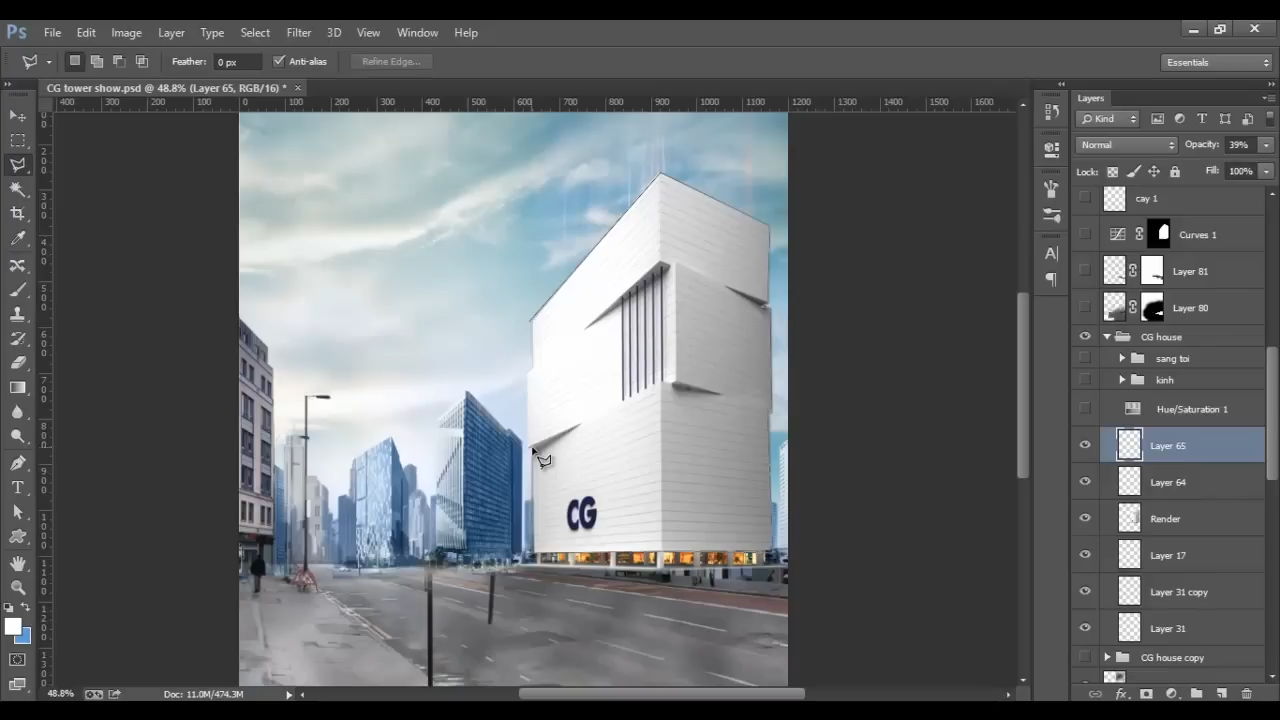 Ps File Edit Image Layer Type Select Filter 3D View Window Help
Feather: 0 px Anti-alias Refine Edge... Essentials
CG tower show.psd @ 48.8% (Layer 65, RGB/16) * ×
400 300 200 100 0 100 200 300 400 500 600 700 800 900 1000 1100 1200 1300 1400 1500 1600
Layers
Kind
Normal Opacity: 39%
Lock: Fill: 100%
cay 1
Curves 1
Layer 81
Layer 80
CG house
sang toi
kinh
Hue/Saturation 1
Layer 65
Layer 64
Render
Layer 17
Layer 31 copy
Layer 31
CG house copy
CG
48.8% Doc: 11.0M/474.3M